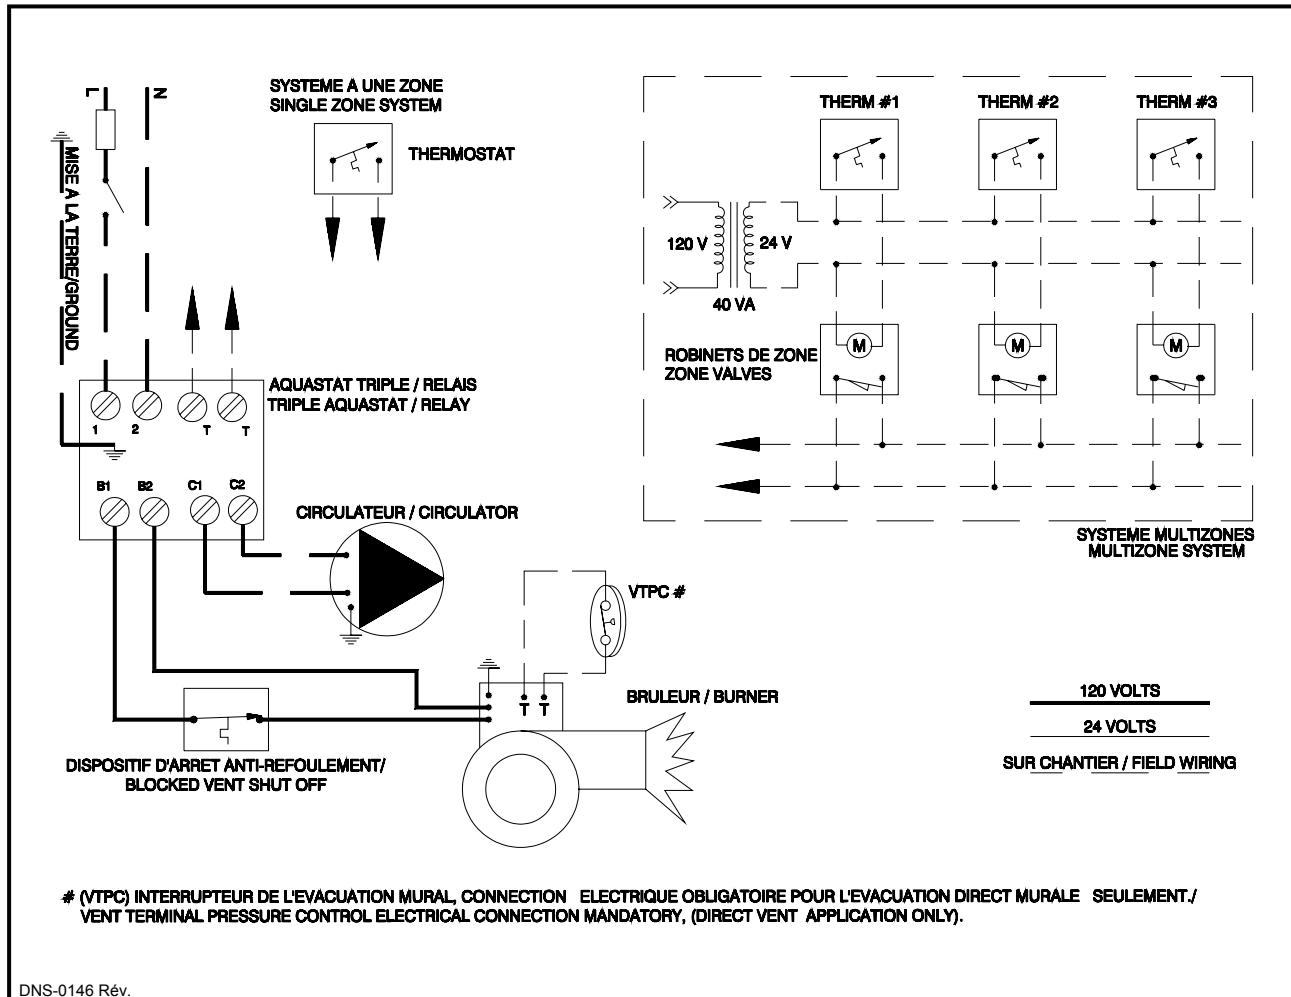 SYSTEME A UNE ZONE
SINGLE ZONE SYSTEM
THERMOSTAT
L
N
MISE A LA TERRE/GROUND
THERM #1
THERM #2
THERM #3
120 V
24 V
40 VA
ROBINETS DE ZONE
ZONE VALVES
M
M
M
SYSTEME MULTIZONES
MULTIZONE SYSTEM
AQUASTAT TRIPLE / RELAIS
TRIPLE AQUASTAT / RELAY
1
2
T
T
B1
B2
C1
C2
CIRCULATEUR / CIRCULATOR
VTPC #
T T
BRULEUR / BURNER
DISPOSITIF D'ARRET ANTI-REFOULEMENT/
BLOCKED VENT SHUT OFF
120 VOLTS
24 VOLTS
SUR CHANTIER / FIELD WIRING
# (VTPC) INTERRUPTEUR DE L'EVACUATION MURAL, CONNECTION ELECTRIQUE OBLIGATOIRE POUR L'EVACUATION DIRECT MURALE SEULEMENT./
VENT TERMINAL PRESSURE CONTROL ELECTRICAL CONNECTION MANDATORY, (DIRECT VENT APPLICATION ONLY).
DNS-0146 Rév.